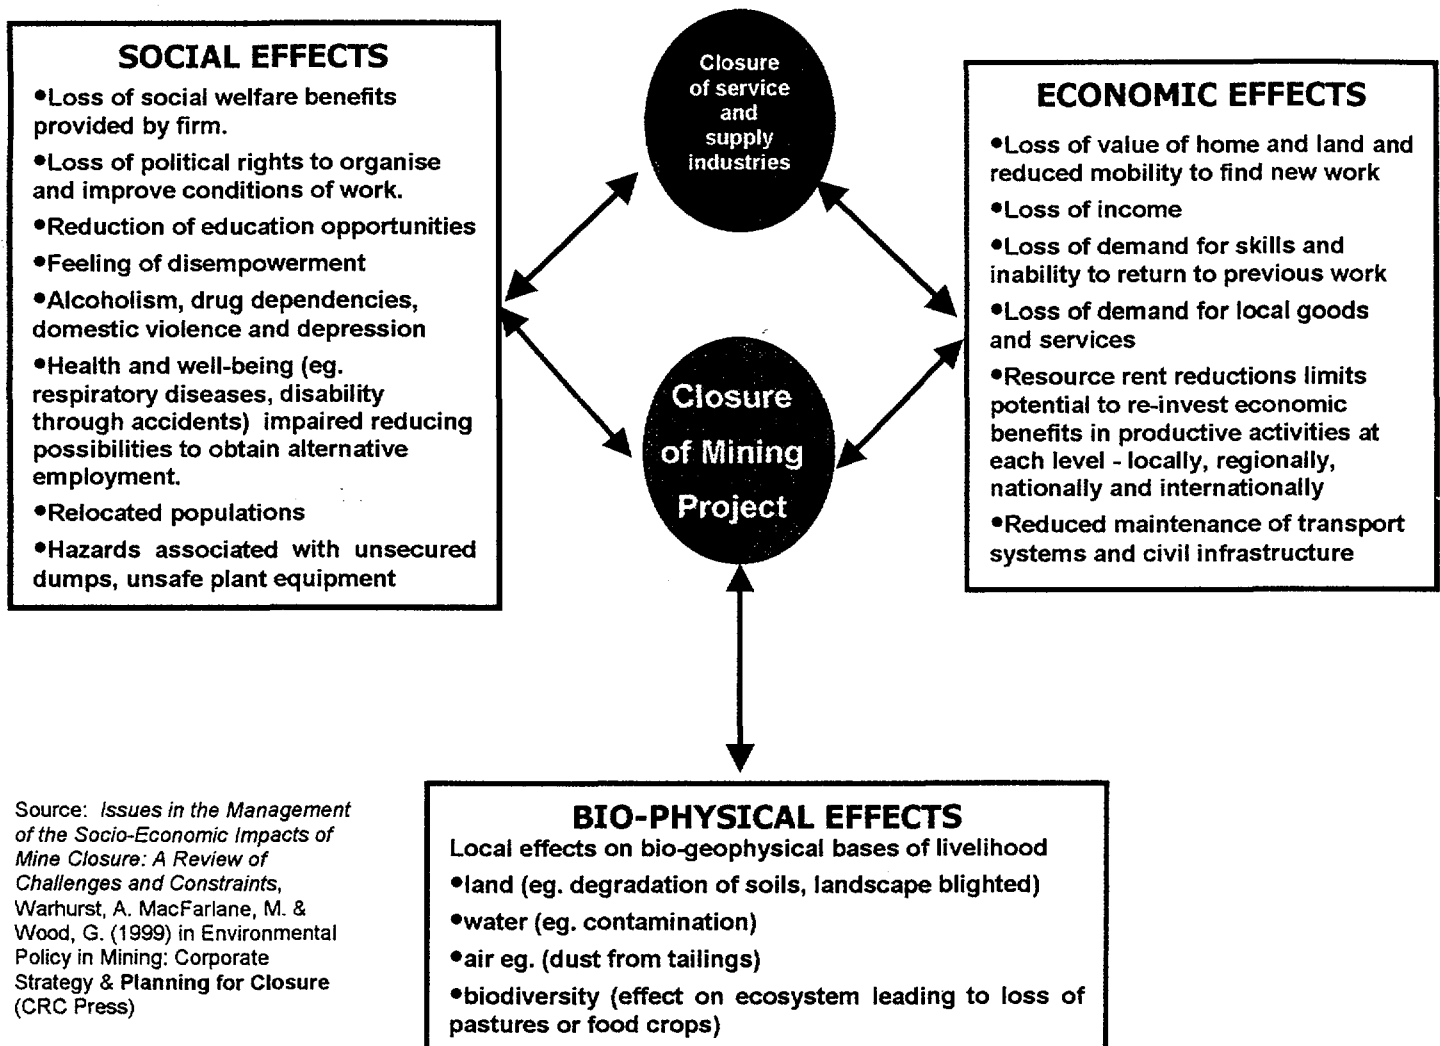 SOCIAL EFFECTS
•Loss of social welfare benefits
provided by firm.
•Loss of political rights to organise
and improve conditions of work.
•Reduction of education opportunities
•Feeling of disempowerment
•Alcoholism, drug dependencies,
domestic violence and depression
•Health and well-being (eg.
respiratory diseases, disability
through accidents) impaired reducing
possibilities to obtain alternative
employment.
•Relocated populations
•Hazards associated with unsecured
dumps, unsafe plant equipment
Closure
of service
and
supply
industries
Closure
of Mining
Project
ECONOMIC EFFECTS
•Loss of value of home and land and
reduced mobility to find new work
•Loss of income
•Loss of demand for skills and
inability to return to previous work
•Loss of demand for local goods
and services
•Resource rent reductions limits
potential to re-invest economic
benefits in productive activities at
each level - locally, regionally,
nationally and internationally
•Reduced maintenance of transport
systems and civil infrastructure
BIO-PHYSICAL EFFECTS
Local effects on bio-geophysical bases of livelihood
•land (eg. degradation of soils, landscape blighted)
•water (eg. contamination)
•air eg. (dust from tailings)
•biodiversity (effect on ecosystem leading to loss of
pastures or food crops)
Source: Issues in the Management
of the Socio-Economic Impacts of
Mine Closure: A Review of
Challenges and Constraints,
Warhurst, A. MacFarlane, M. &
Wood, G. (1999) in Environmental
Policy in Mining: Corporate
Strategy & Planning for Closure
(CRC Press)